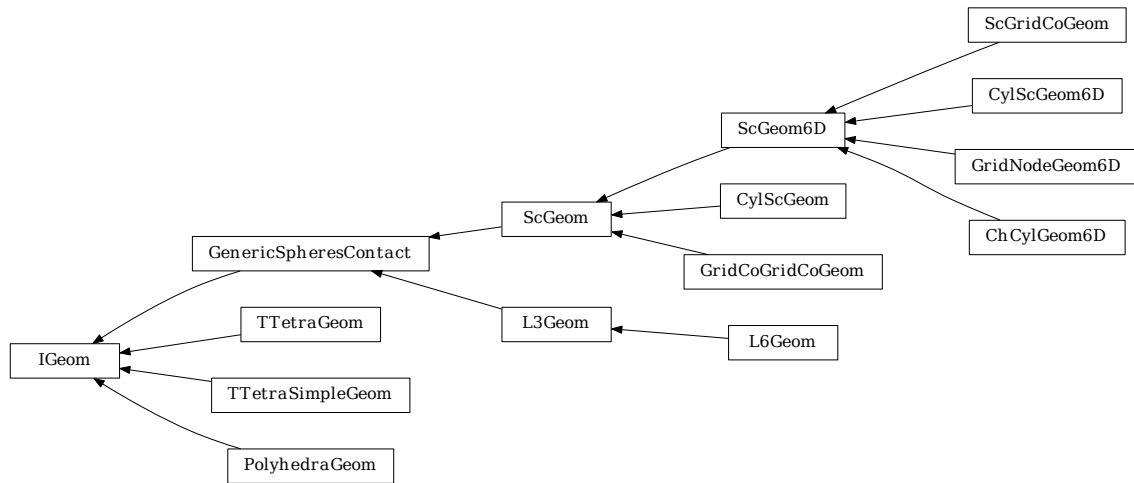 ScGridCoGeom
CylScGeom6D
ScGeom6D
GridNodeGeom6D
CylScGeom
ScGeom
ChCylGeom6D
GenericSpheresContact
GridCoGridCoGeom
TTetraGeom
L3Geom
L6Geom
IGeom
TTetraSimpleGeom
PolyhedraGeom